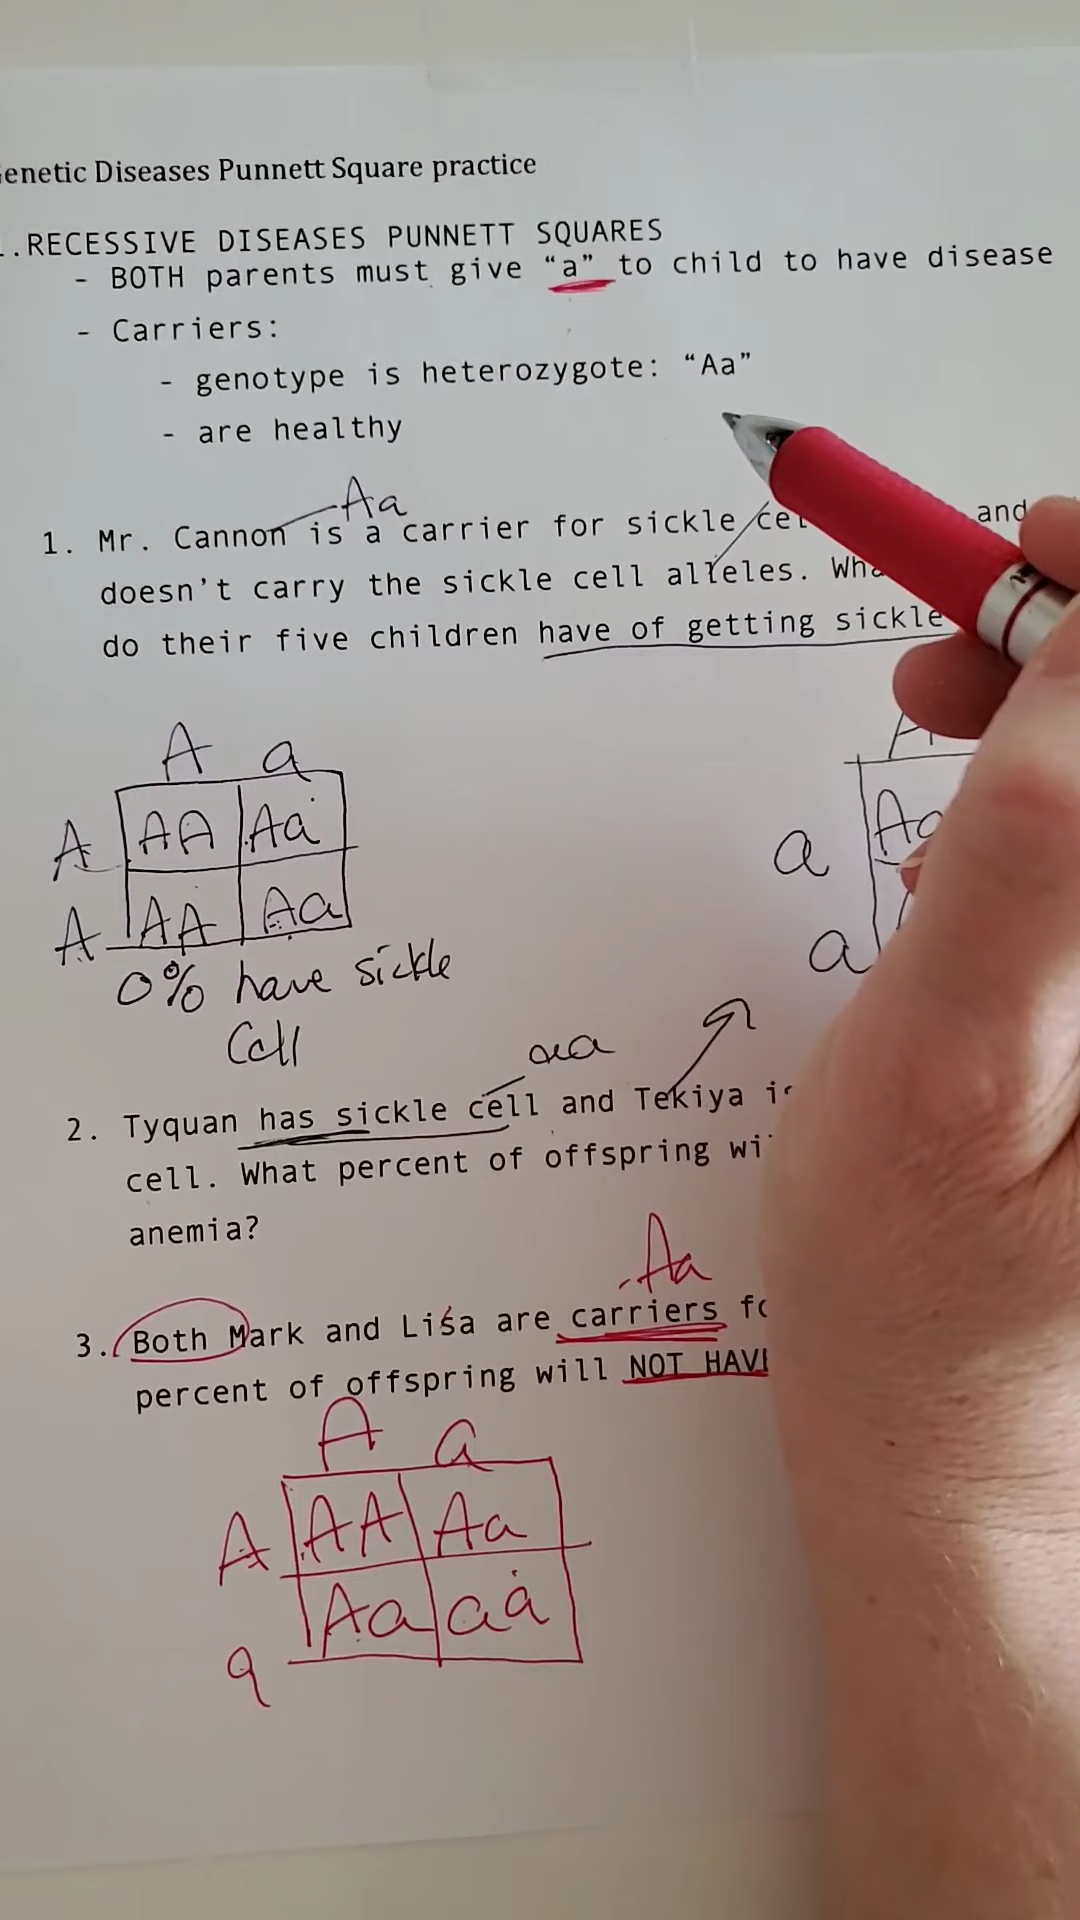 enetic Diseases Punnett Square practice
.RECESSIVE DISEASES PUNNETT SQUARES
- BOTH parents must give “a” to child to have disease
- Carriers:
- genotype is heterozygote: “Aa”
- are healthy
Aa
1. Mr. Cannon is a carrier for sickle and
doesn't carry the sickle cell alleles.
do their five children have of getting sickle
A a
A AA Aa
A AA Aa
a Aa
a
0% have sickle
Cell
aa
2. Tyquan has sickle cell and Tekiya
cell. What percent of offspring
anemia?
Aa
3. Both Mark and Lisa are carriers
percent of offspring will NOT
A a
A AA Aa
a Aa aa